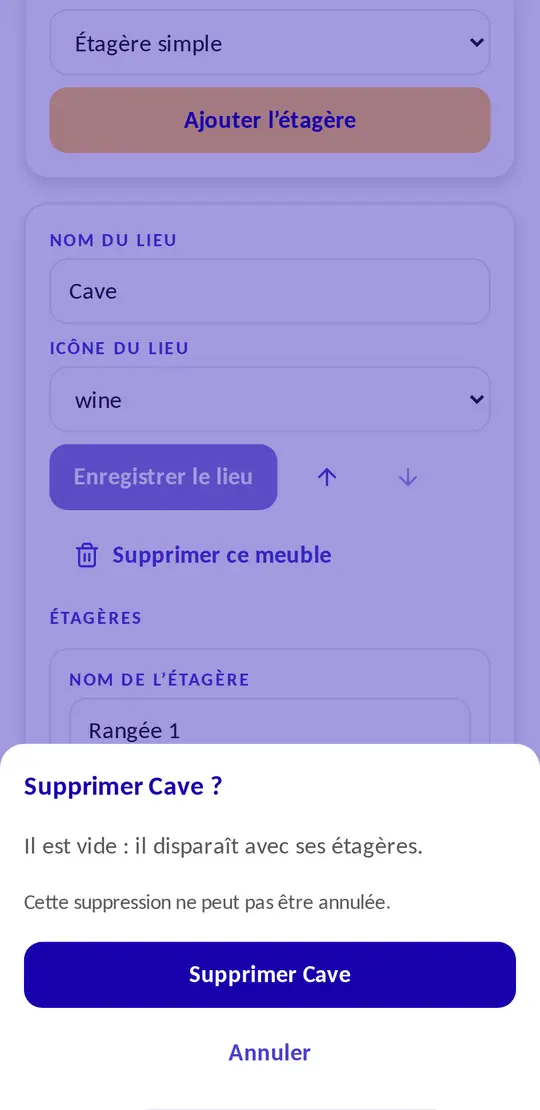 Étagère simple
Ajouter l’étagère
NOM DU LIEU
Cave
ICÔNE DU LIEU
wine
Enregistrer le lieu
Supprimer ce meuble
ÉTAGÈRES
NOM DE L’ÉTAGÈRE
Rangée 1
Supprimer Cave ?
Il est vide : il disparaît avec ses étagères.
Cette suppression ne peut pas être annulée.
Supprimer Cave
Annuler